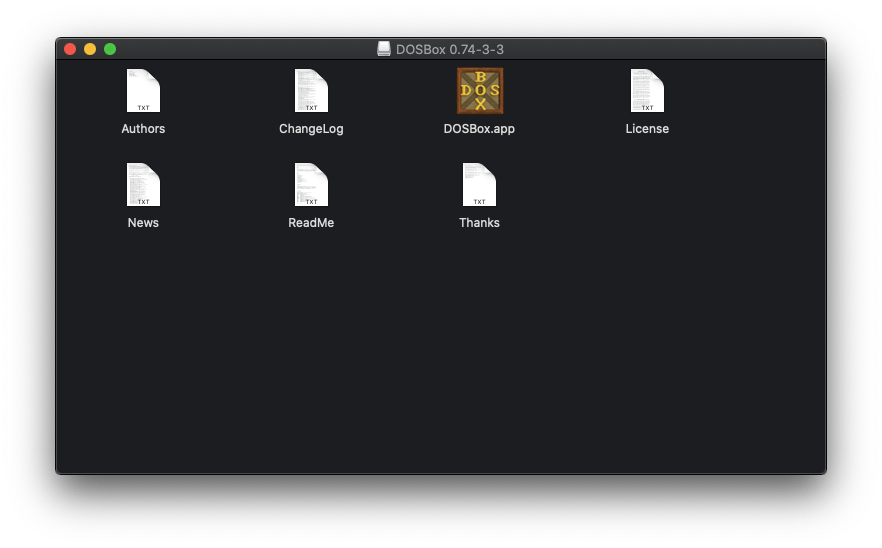 DOSBox 0.74-3-3
TXT
TXT
B
DOS
X
TXT
Authors
ChangeLog
DOSBox.app
License
TXT
TXT
TXT
News
ReadMe
Thanks